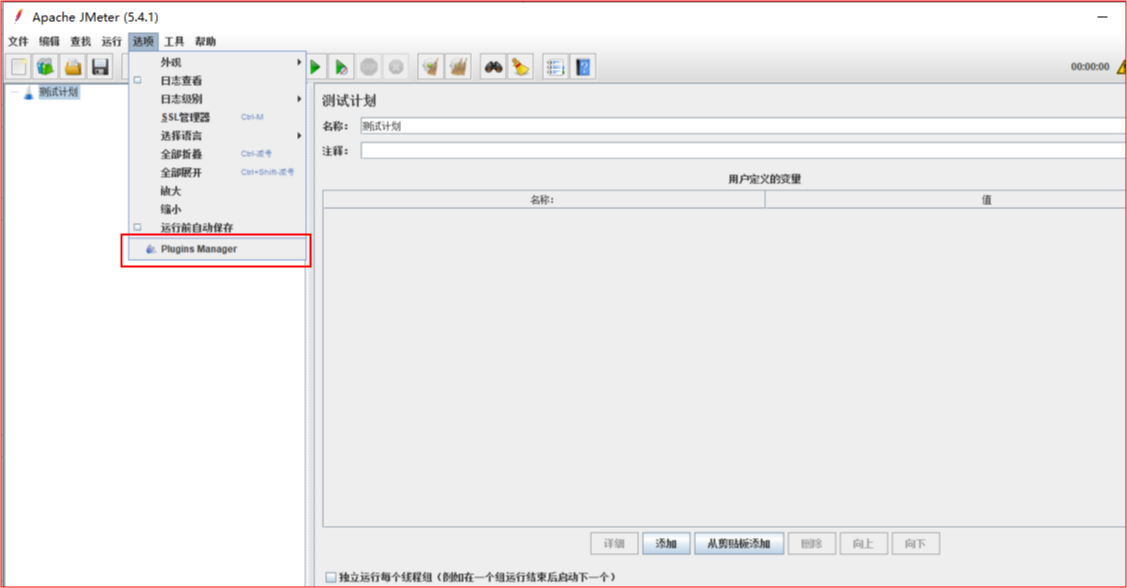 Apache JMeter (5.4.1)
文件 编辑 查找 运行 选项 工具 帮助
00:00:00
外观
日志查看
日志级别
SSL管理器 Ctrl-M
选择语言
全部折叠 Ctrl-减号
全部展开 Ctrl+Shift-减号
放大
缩小
运行前自动保存
Plugins Manager
测试计划
测试计划
名称: 测试计划
注释:
用户定义的变量
名称: 值
详细 添加 从剪贴板添加 删除 向上 向下
独立运行每个线程组（例如在一个组运行结束后启动下一个）